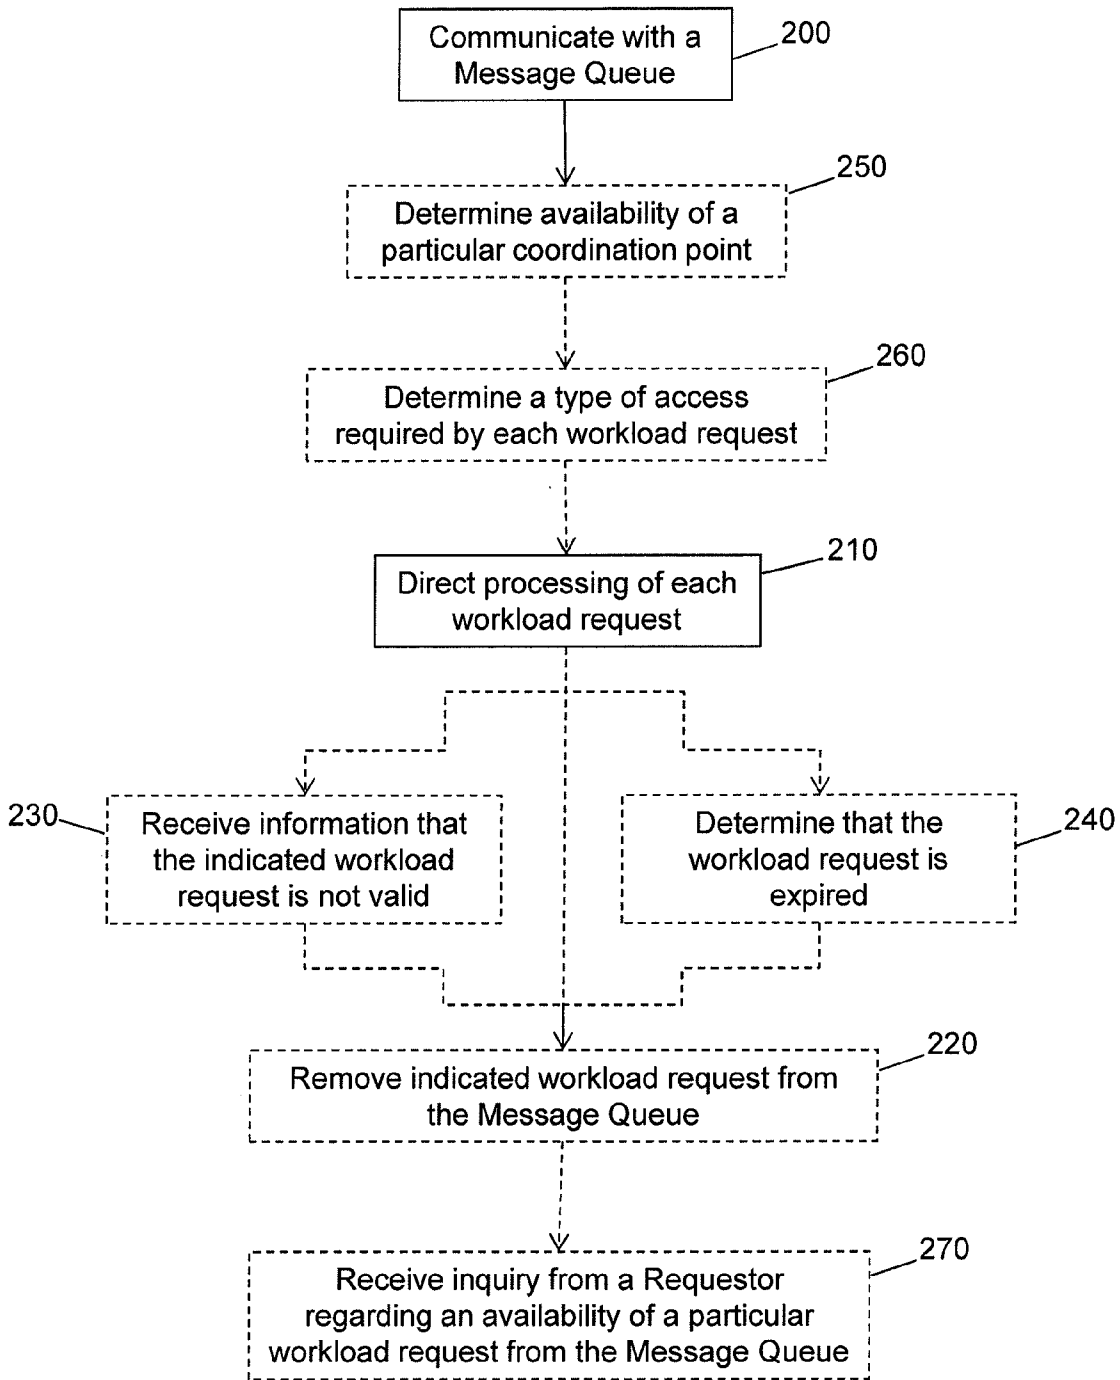 Communicate with a
Message Queue
200
250
Determine availability of a
particular coordination point
260
Determine a type of access
required by each workload request
210
Direct processing of each
workload request
230
Receive information that
the indicated workload
request is not valid
Determine that the
workload request is
expired
240
220
Remove indicated workload request from
the Message Queue
270
Receive inquiry from a Requestor
regarding an availability of a particular
workload request from the Message Queue